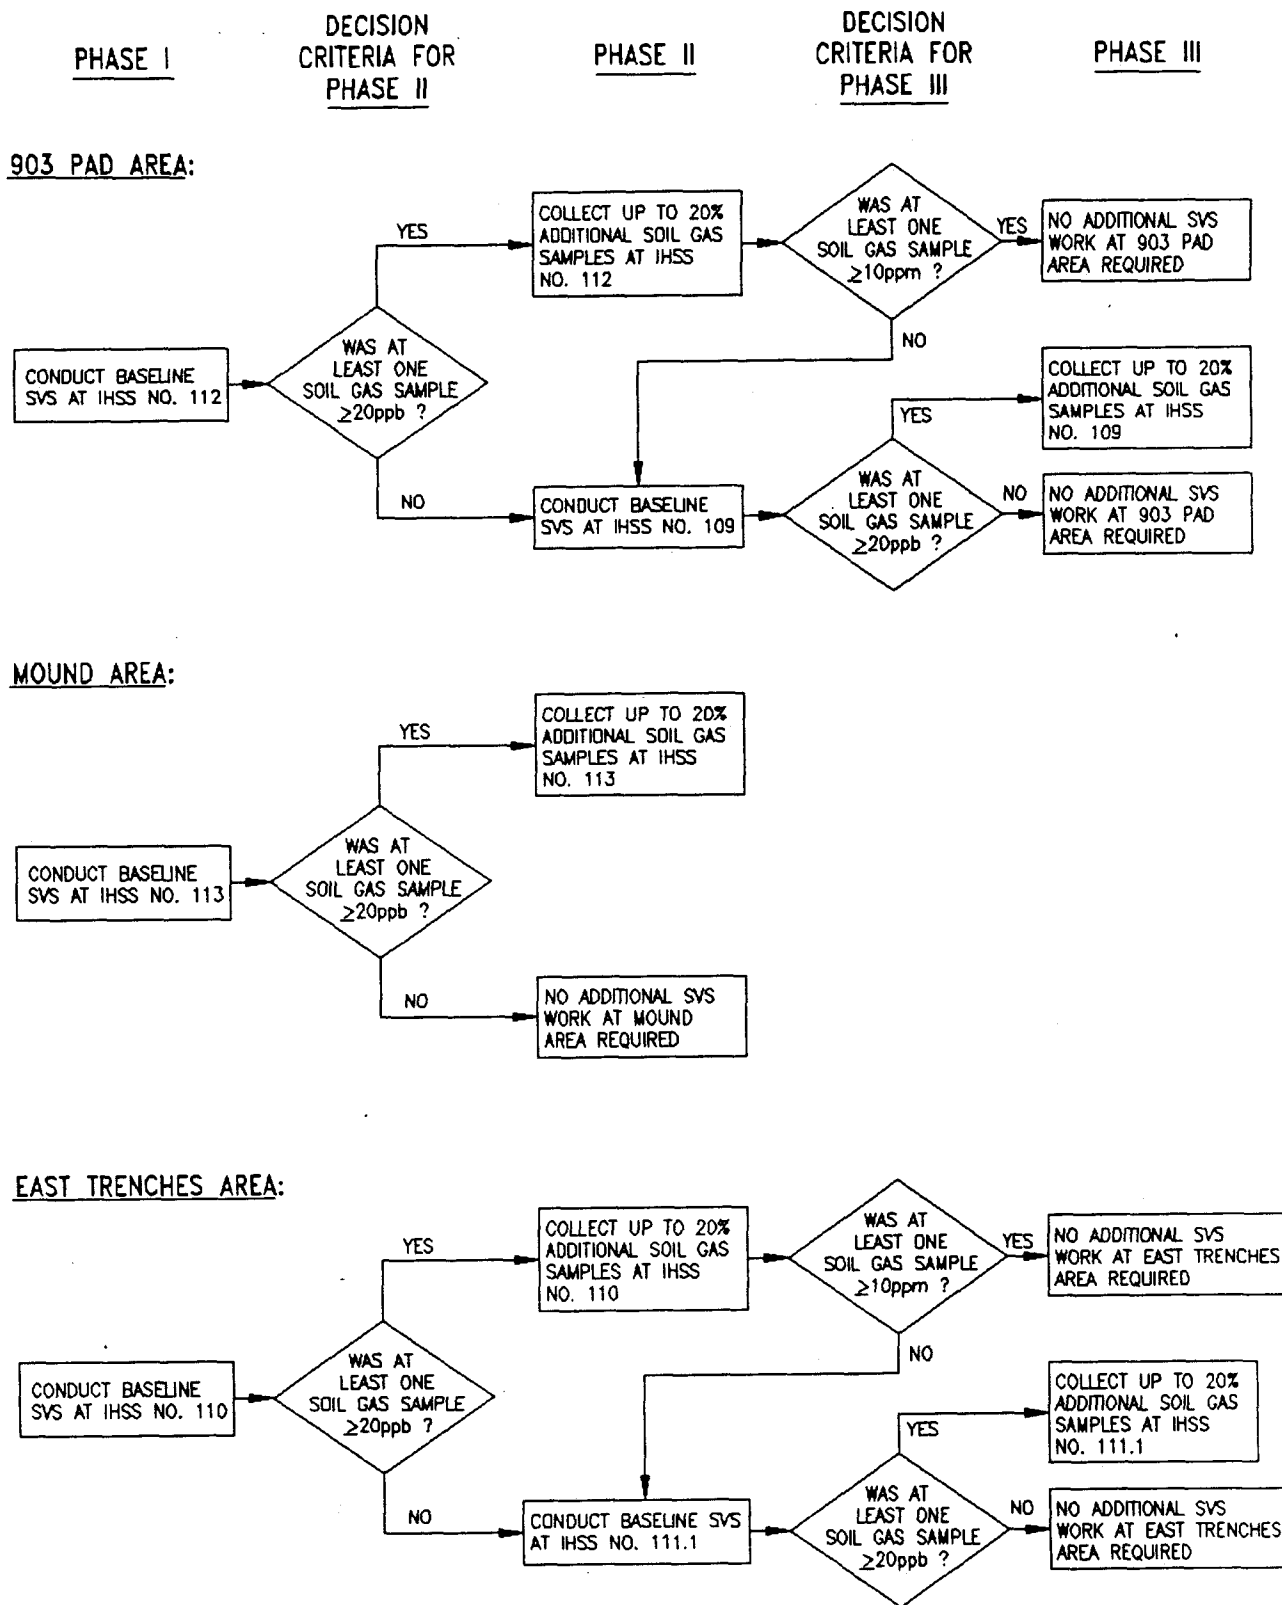 PHASE I
DECISION
CRITERIA FOR
PHASE II
PHASE II
DECISION
CRITERIA FOR
PHASE III
PHASE III
903 PAD AREA:
CONDUCT BASELINE
SVS AT IHSS NO. 112
WAS AT
LEAST ONE
SOIL GAS SAMPLE
≥20ppb ?
YES
COLLECT UP TO 20%
ADDITIONAL SOIL GAS
SAMPLES AT IHSS
NO. 112
WAS AT
LEAST ONE
SOIL GAS SAMPLE
≥10ppm ?
YES
NO ADDITIONAL SVS
WORK AT 903 PAD
AREA REQUIRED
NO
NO
CONDUCT BASELINE
SVS AT IHSS NO. 109
WAS AT
LEAST ONE
SOIL GAS SAMPLE
≥20ppb ?
YES
COLLECT UP TO 20%
ADDITIONAL SOIL GAS
SAMPLES AT IHSS
NO. 109
NO
NO ADDITIONAL SVS
WORK AT 903 PAD
AREA REQUIRED
MOUND AREA:
CONDUCT BASELINE
SVS AT IHSS NO. 113
WAS AT
LEAST ONE
SOIL GAS SAMPLE
≥20ppb ?
YES
COLLECT UP TO 20%
ADDITIONAL SOIL GAS
SAMPLES AT IHSS
NO. 113
NO
NO ADDITIONAL SVS
WORK AT MOUND
AREA REQUIRED
EAST TRENCHES AREA:
CONDUCT BASELINE
SVS AT IHSS NO. 110
WAS AT
LEAST ONE
SOIL GAS SAMPLE
≥20ppb ?
YES
COLLECT UP TO 20%
ADDITIONAL SOIL GAS
SAMPLES AT IHSS
NO. 110
WAS AT
LEAST ONE
SOIL GAS SAMPLE
≥10ppm ?
YES
NO ADDITIONAL SVS
WORK AT EAST TRENCHES
AREA REQUIRED
NO
NO
CONDUCT BASELINE SVS
AT IHSS NO. 111.1
WAS AT
LEAST ONE
SOIL GAS SAMPLE
≥20ppb ?
YES
COLLECT UP TO 20%
ADDITIONAL SOIL GAS
SAMPLES AT IHSS
NO. 111.1
NO
NO ADDITIONAL SVS
WORK AT EAST TRENCHES
AREA REQUIRED